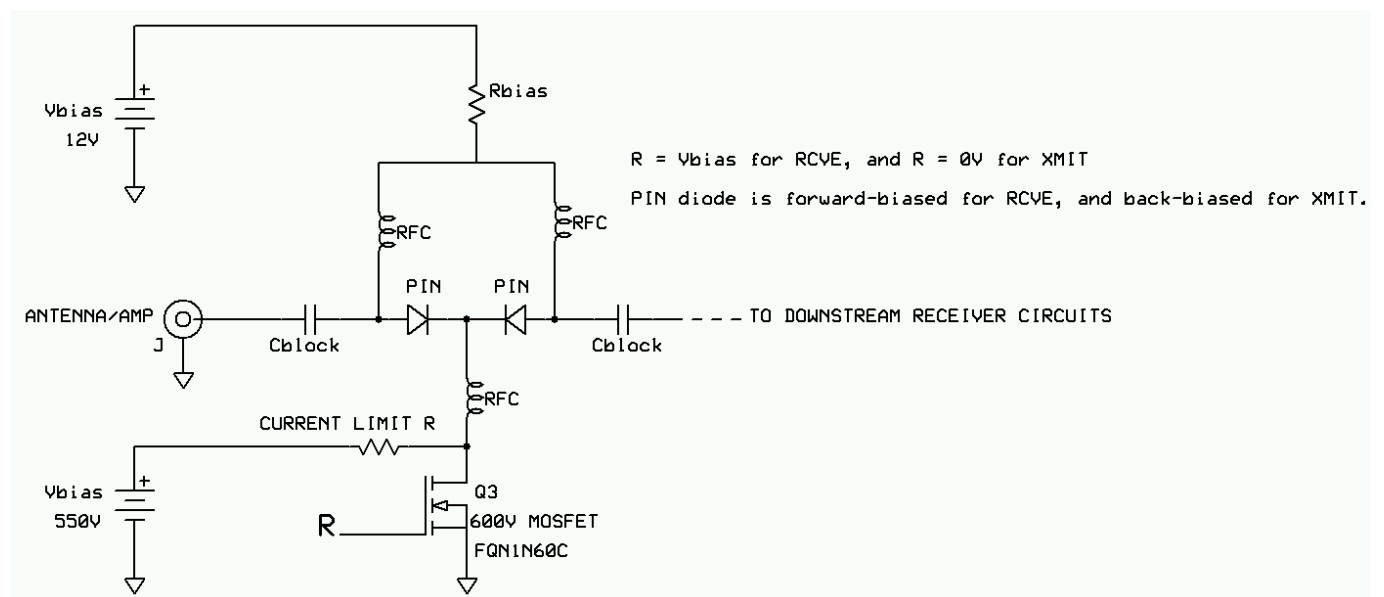 Rbias
+
Vbias
12V
R = Vbias for RCVE, and R = 0V for XMIT
PIN diode is forward-biased for RCVE, and back-biased for XMIT.
RFC
RFC
PIN
PIN
ANTENNA/AMP
J
Cblock
Cblock
TO DOWNSTREAM RECEIVER CIRCUITS
RFC
CURRENT LIMIT R
+
Vbias
550V
Q3
R
600V MOSFET
FQN1N60C